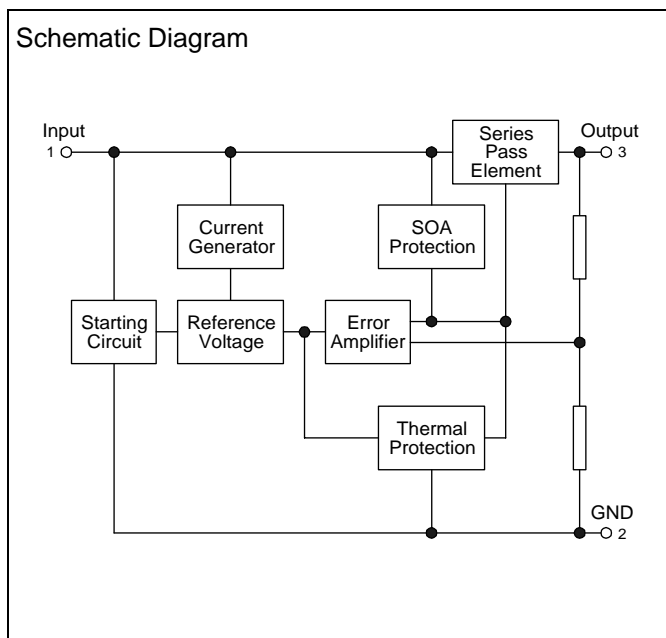 Schematic Diagram
Input
1
Series
Pass
Element
Output
3
Current
Generator
SOA
Protection
Starting
Circuit
Reference
Voltage
Error
Amplifier
Thermal
Protection
GND
2